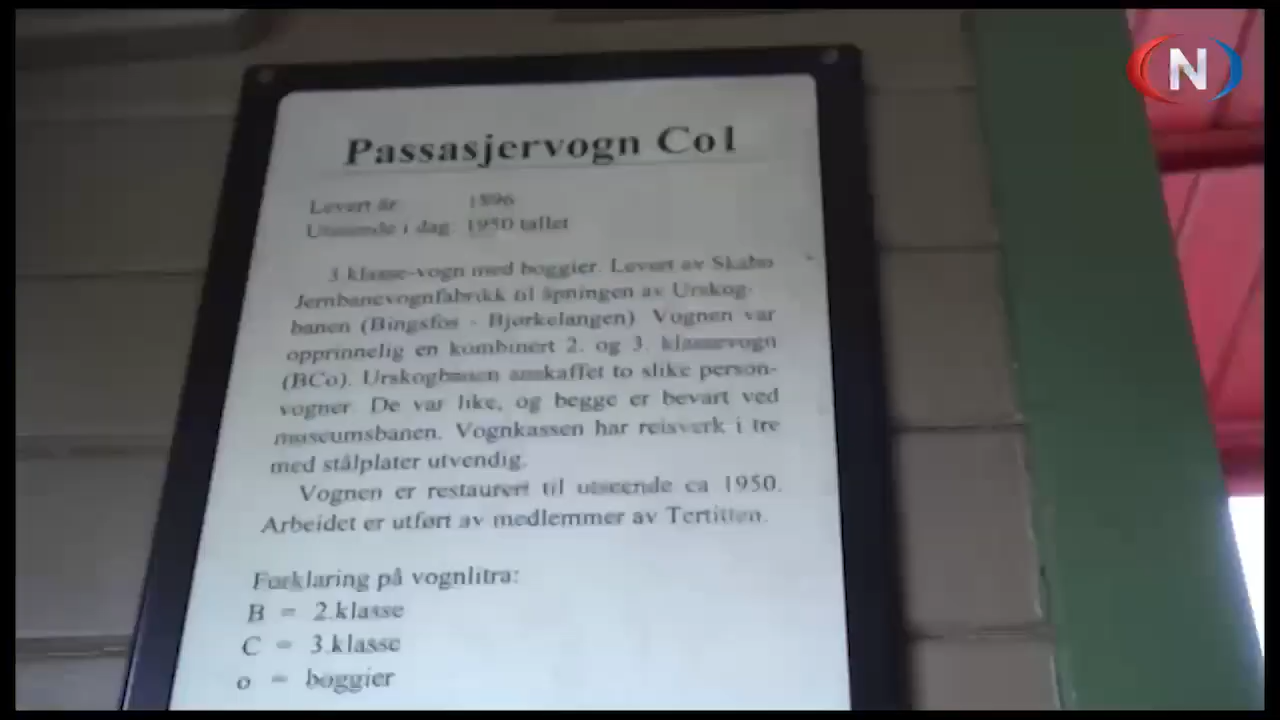 N
Passasjervogn Co1
Levert år: 1896
Utseende i dag: 1950 tallet
3 klasse-vogn med boggier. Levert av Skabo
Jernbanevognfabrikk til åpningen av Urskog-
banen (Bingsfos - Bjørkelangen). Vognen var
opprinnelig en kombinert 2. og 3. klassevogn
(BCo). Urskogbanen anskaffet to slike person-
vogner. De var like, og begge er bevart ved
museumsbanen. Vognkassen har reisverk i tre
med stålplater utvendig.
Vognen er restaurert til utseende ca 1950.
Arbeidet er utført av medlemmer av Tertitten.
Forklaring på vognlitra:
B = 2.klasse
C = 3.klasse
o = boggier